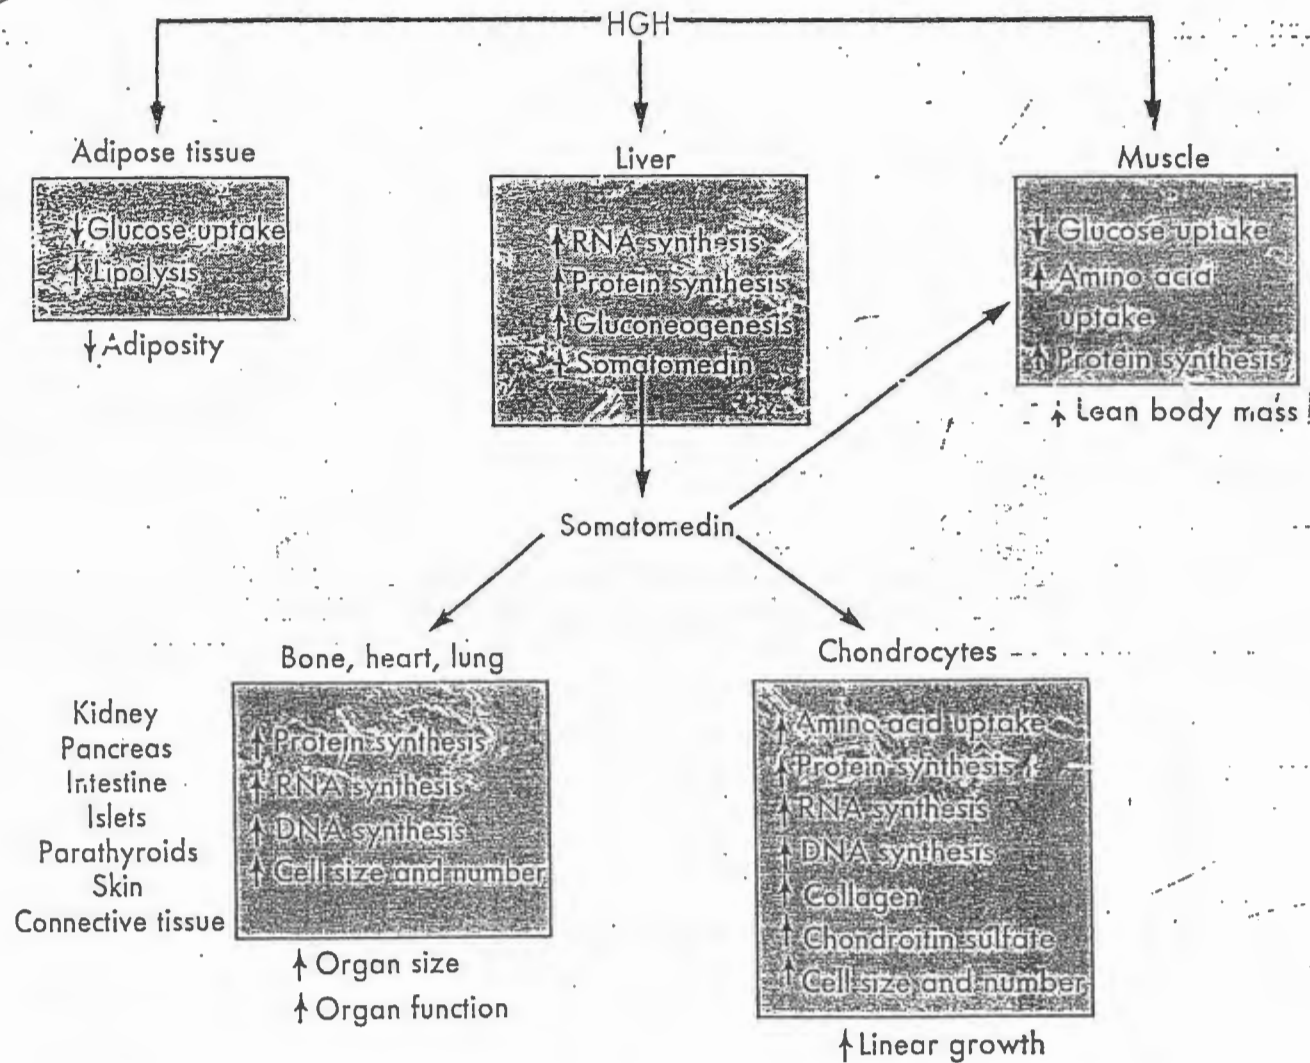 HGH
Adipose tissue
↓ Glucose uptake
↑ Lipolysis
↓ Adiposity
Liver
↑ RNA synthesis
↑ Protein synthesis
↑ Gluconeogenesis
↑ Somatomedin
Muscle
↓ Glucose uptake
↑ Amino acid
uptake
↑ Protein synthesis
↑ Lean body mass
Somatomedin
Bone, heart, lung
Kidney
Pancreas
Intestine
Islets
Parathyroids
Skin
Connective tissue
↑ Protein synthesis
↑ RNA synthesis
↑ DNA synthesis
↑ Cell size and number
↑ Organ size
↑ Organ function
Chondrocytes
↑ Amino acid uptake
↑ Protein synthesis
↑ RNA synthesis
↑ DNA synthesis
↑ Collagen
↑ Chondroitin sulfate
↑ Cell size and number
↑ Linear growth